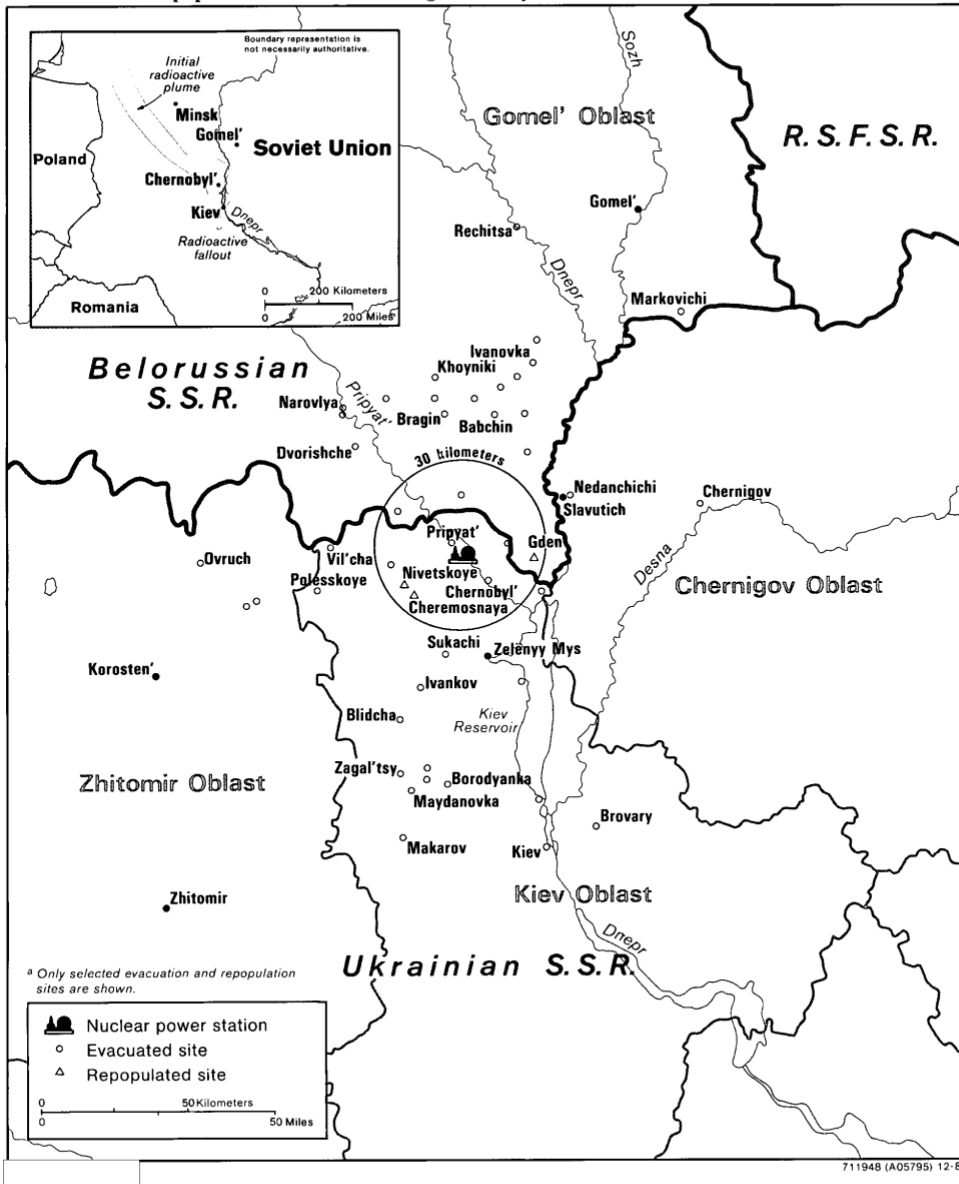 Boundary representation is
not necessarily authoritative.
Initial
radioactive
plume
Minsk
Gomel'
Poland
Soviet Union
Chernobyl'
Kiev
Dnepr
Radioactive
fallout
Romania
0 200 Kilometers
0 200 Miles
Sozh
Gomel' Oblast
R.S.F.S.R.
Gomel'
Rechitsa
Dnepr
Markovichi
Belorussian
S.S.R.
Ivanovka
Khoyniki
Pripyat'
Narovlya
Bragin
Babchin
Dvorishche
30 kilometers
Nedanchichi
Slavutich
Chernigov
Pripyat'
Gden
Desna
Ovruch
Vil'cha
Polesskoye
Nivetskoye
Chernobyl'
Cheremosnaya
Chernigov Oblast
Sukachi
Zelenyy Mys
Korosten'
Ivankov
Blidcha
Kiev
Reservoir
Zhitomir Oblast
Zagal'tsy
Borodyanka
Maydanovka
Brovary
Makarov
Kiev
Zhitomir
Kiev Oblast
Dnepr
Ukrainian S.S.R.
a Only selected evacuation and repopulation
sites are shown.
Nuclear power station
Evacuated site
Repopulated site
0 50 Kilometers
0 50 Miles
711948 (A05795) 12-8